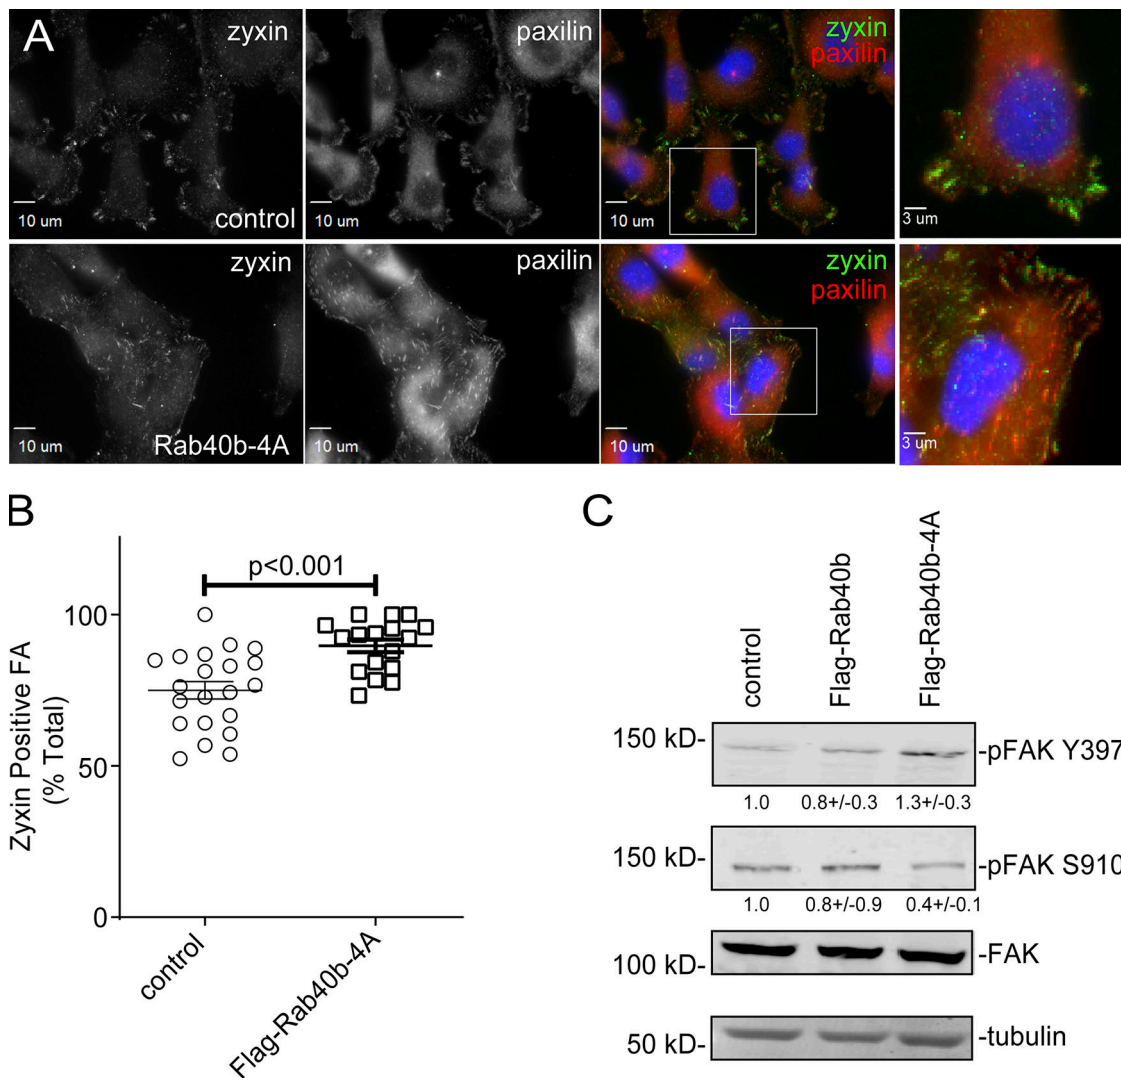 A
zyxin
paxilin
zyxin
paxilin
10 um
control
10 um
10 um
3 um
zyxin
paxilin
zyxin
paxilin
10 um
Rab40b-4A
10 um
10 um
3 um
B
p<0.001
Zyxin Positive FA
(% Total)
100
50
0
control
Flag-Rab40b-4A
C
control
Flag-Rab40b
Flag-Rab40b-4A
150 kD-
-pFAK Y397
1.0 0.8+/-0.3 1.3+/-0.3
150 kD-
-pFAK S910
1.0 0.8+/-0.9 0.4+/-0.1
-FAK
100 kD-
-tubulin
50 kD-